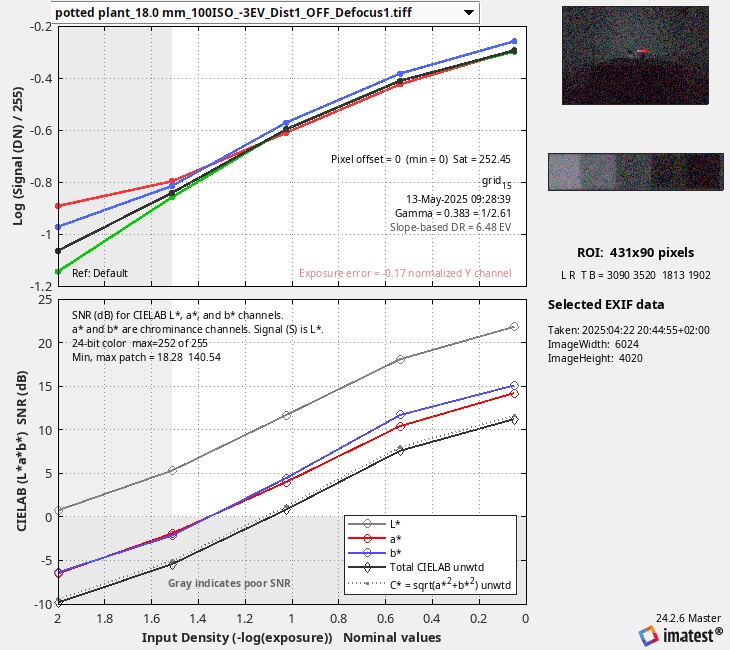 potted plant_18.0 mm_100ISO_-3EV_Dist1_OFF_Defocus1.tiff
-0.2
-0.4
-0.6
-0.8
-1
-1.2
Log (Signal (DN) / 255)
Pixel offset = 0 (min = 0) Sat = 252.45
grid_15
13-May-2025 09:28:39
Gamma = 0.383 = 1/2.61
Slope-based DR = 6.48 EV
Ref: Default
Exposure error = -0.17 normalized Y channel
ROI: 431x90 pixels
L R T B = 3090 3520 1813 1902
Selected EXIF data
Taken: 2025:04:22 20:44:55+02:00
ImageWidth: 6024
ImageHeight: 4020
25
20
15
10
5
0
-5
-10
CIELAB (L*a*b*) SNR (dB)
SNR (dB) for CIELAB L*, a*, and b* channels.
a* and b* are chrominance channels. Signal (S) is L*.
24-bit color max=252 of 255
Min, max patch = 18.28 140.54
Gray indicates poor SNR
L*
a*
b*
Total CIELAB unwtd
C* = sqrt(a*2+b*2) unwtd
2 1.8 1.6 1.4 1.2 1 0.8 0.6 0.4 0.2 0
Input Density (-log(exposure)) Nominal values
24.2.6 Master
imatest®